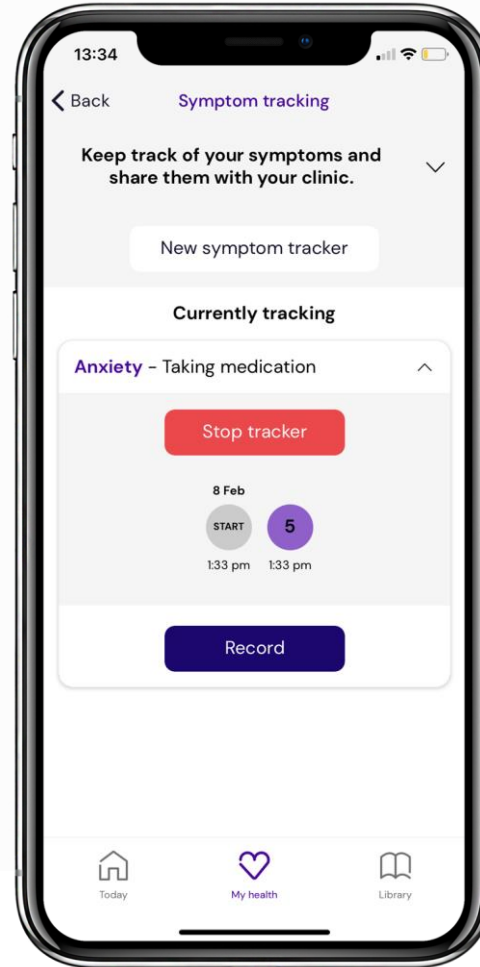 13:34
Back
Symptom tracking
Keep track of your symptoms and
share them with your clinic.
New symptom tracker
Currently tracking
Anxiety - Taking medication
Stop tracker
8 Feb
START
5
1:33 pm
1:33 pm
Record
Today
My health
Library